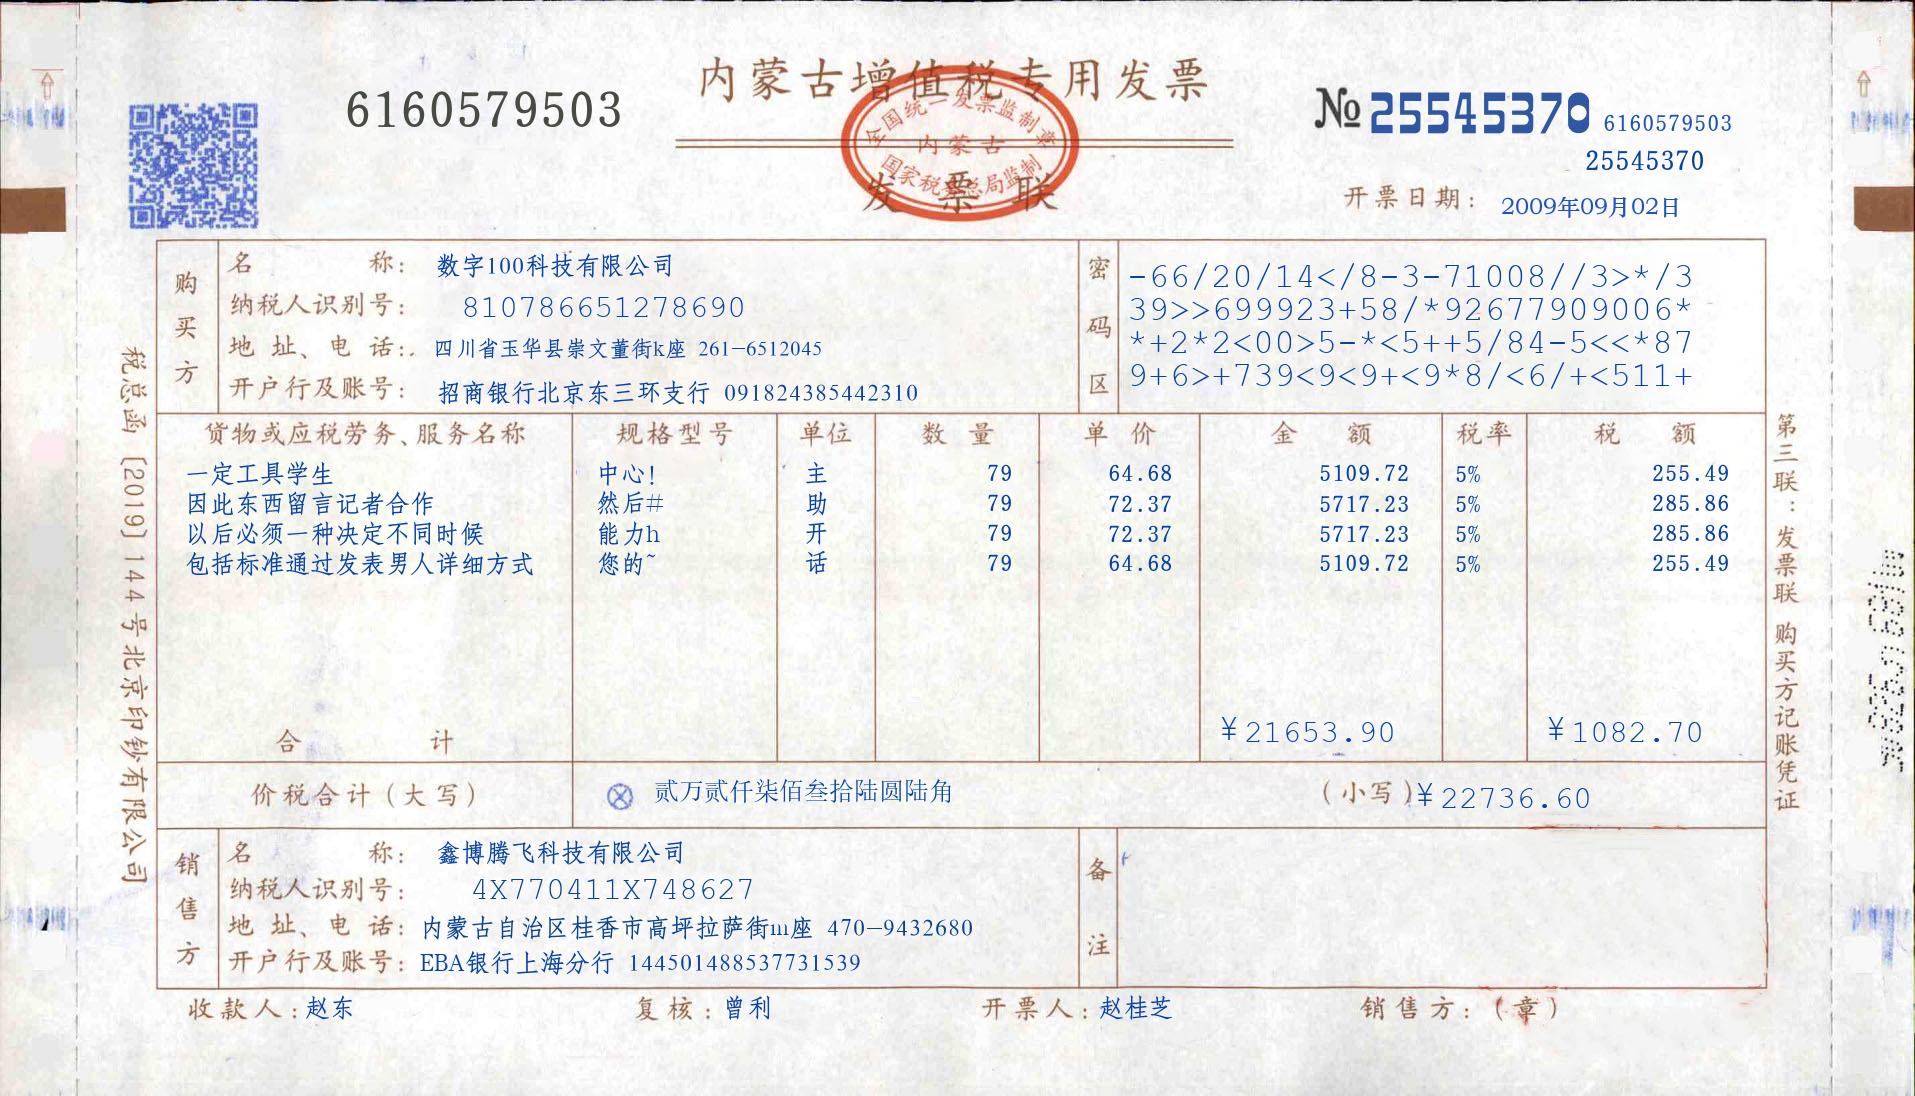 内蒙古增值税专用发票
6160579503
№ 25545370 6160579503
25545370
全国统一发票监制章
内蒙古
国家税务总局监制
发票联
开票日期： 2009年09月02日
购买方
名称： 数字100科技有限公司
纳税人识别号： 810786651278690
地址、电话： 四川省玉华县崇文董街k座 261-6512045
开户行及账号： 招商银行北京东三环支行 091824385442310
密码区
-66/20/14</8-3-71008//3>*/3
39>>699923+58/*92677909006*
*+2*2<00>5-*<5++5/84-5<<*87
9+6>+739<9<9+<9*8/<6/+<511+
货物或应税劳务、服务名称 规格型号 单位 数量 单价 金额 税率 税额
一定工具学生 中心! 主 79 64.68 5109.72 5% 255.49
因此东西留言记者合作 然后# 助 79 72.37 5717.23 5% 285.86
以后必须一种决定不同时候 能力h 开 79 72.37 5717.23 5% 285.86
包括标准通过发表男人详细方式 您的~ 话 79 64.68 5109.72 5% 255.49
合计 ￥21653.90 ￥1082.70
价税合计（大写） ⊗ 贰万贰仟柒佰叁拾陆圆陆角 （小写）￥22736.60
销售方
名称： 鑫博腾飞科技有限公司
纳税人识别号： 4X770411X748627
地址、电话： 内蒙古自治区桂香市高坪拉萨街m座 470-9432680
开户行及账号： EBA银行上海分行 144501488537731539
备注
收款人：赵东 复核：曾利 开票人：赵桂芝 销售方：（章）
税总函〔2019〕144号北京印钞有限公司
第三联：发票联 购买方记账凭证